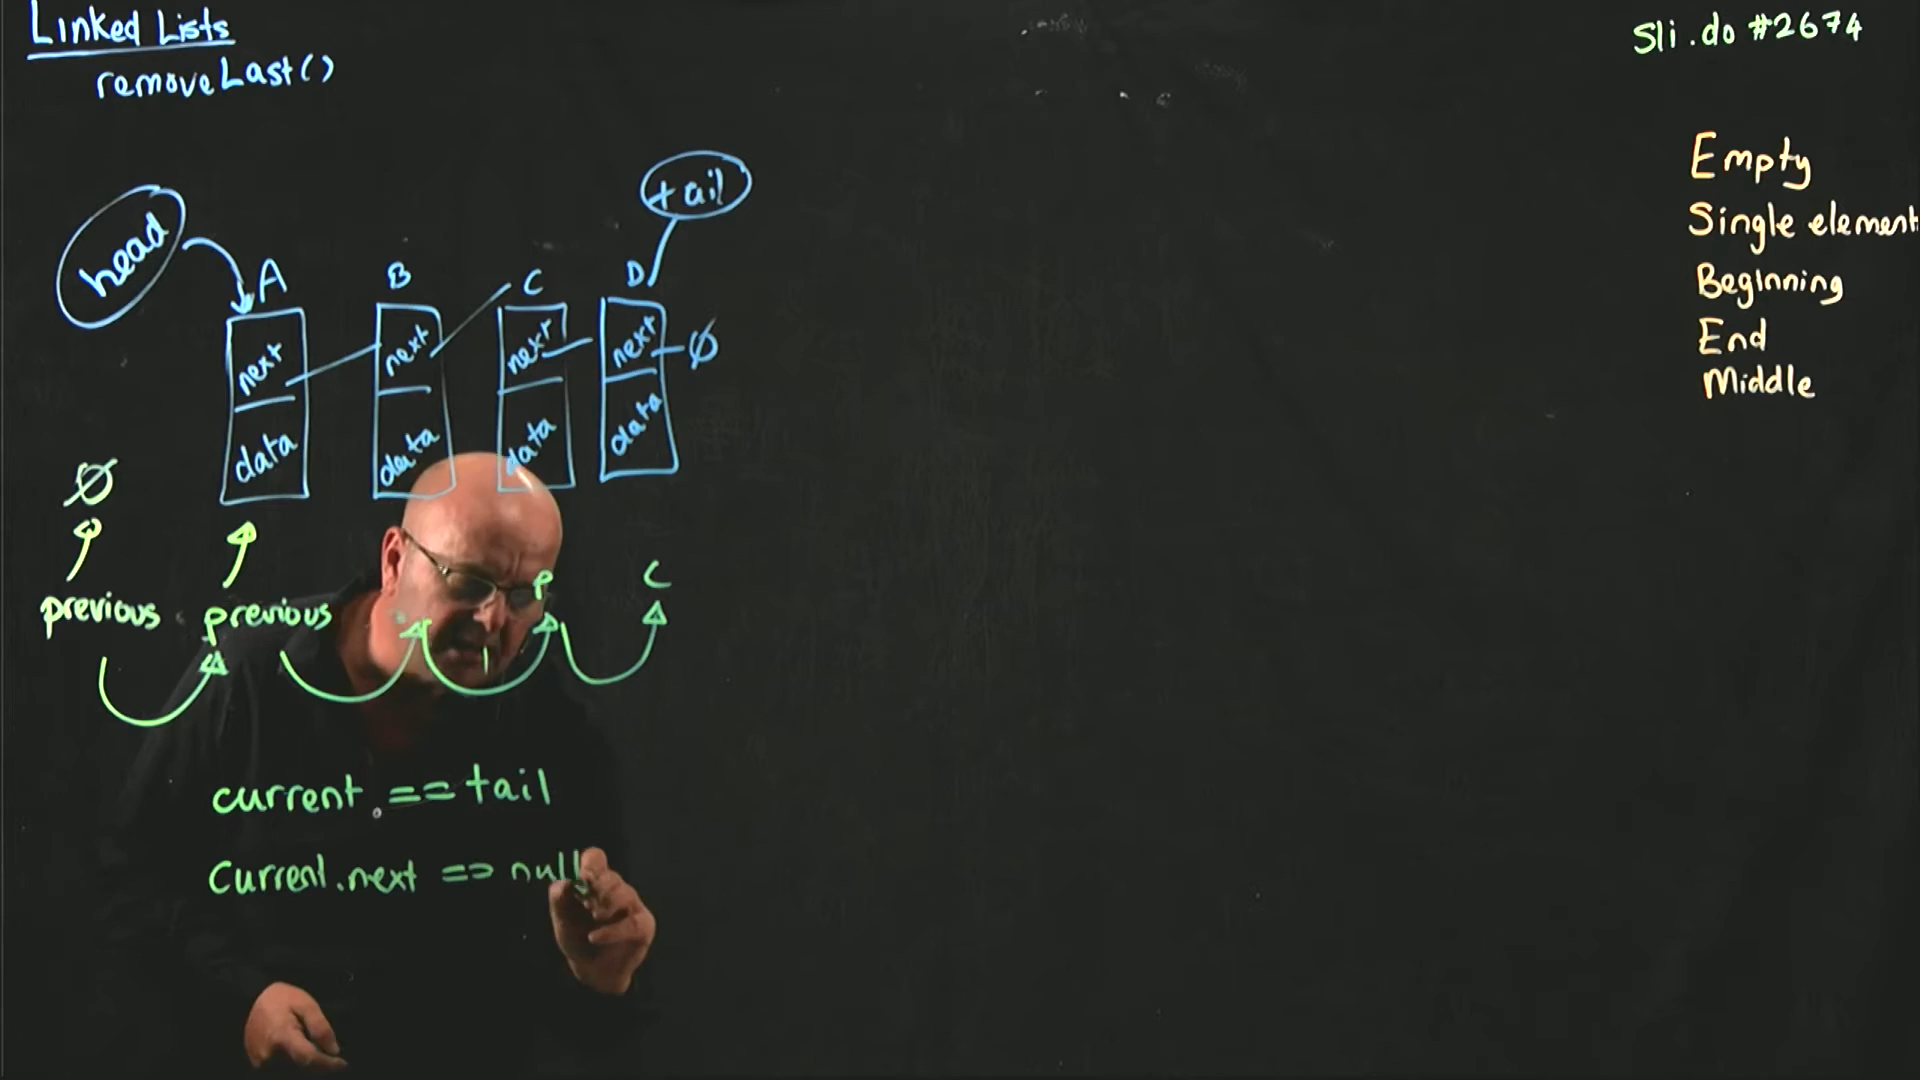 Linked Lists
removeLast()
Sli.do #2674
Empty
Single element
Beginning
End
Middle
head
tail
A B C D
next next next next
data data data data
Ø
Ø
previous previous
P C
current. == tail
Current.next => null